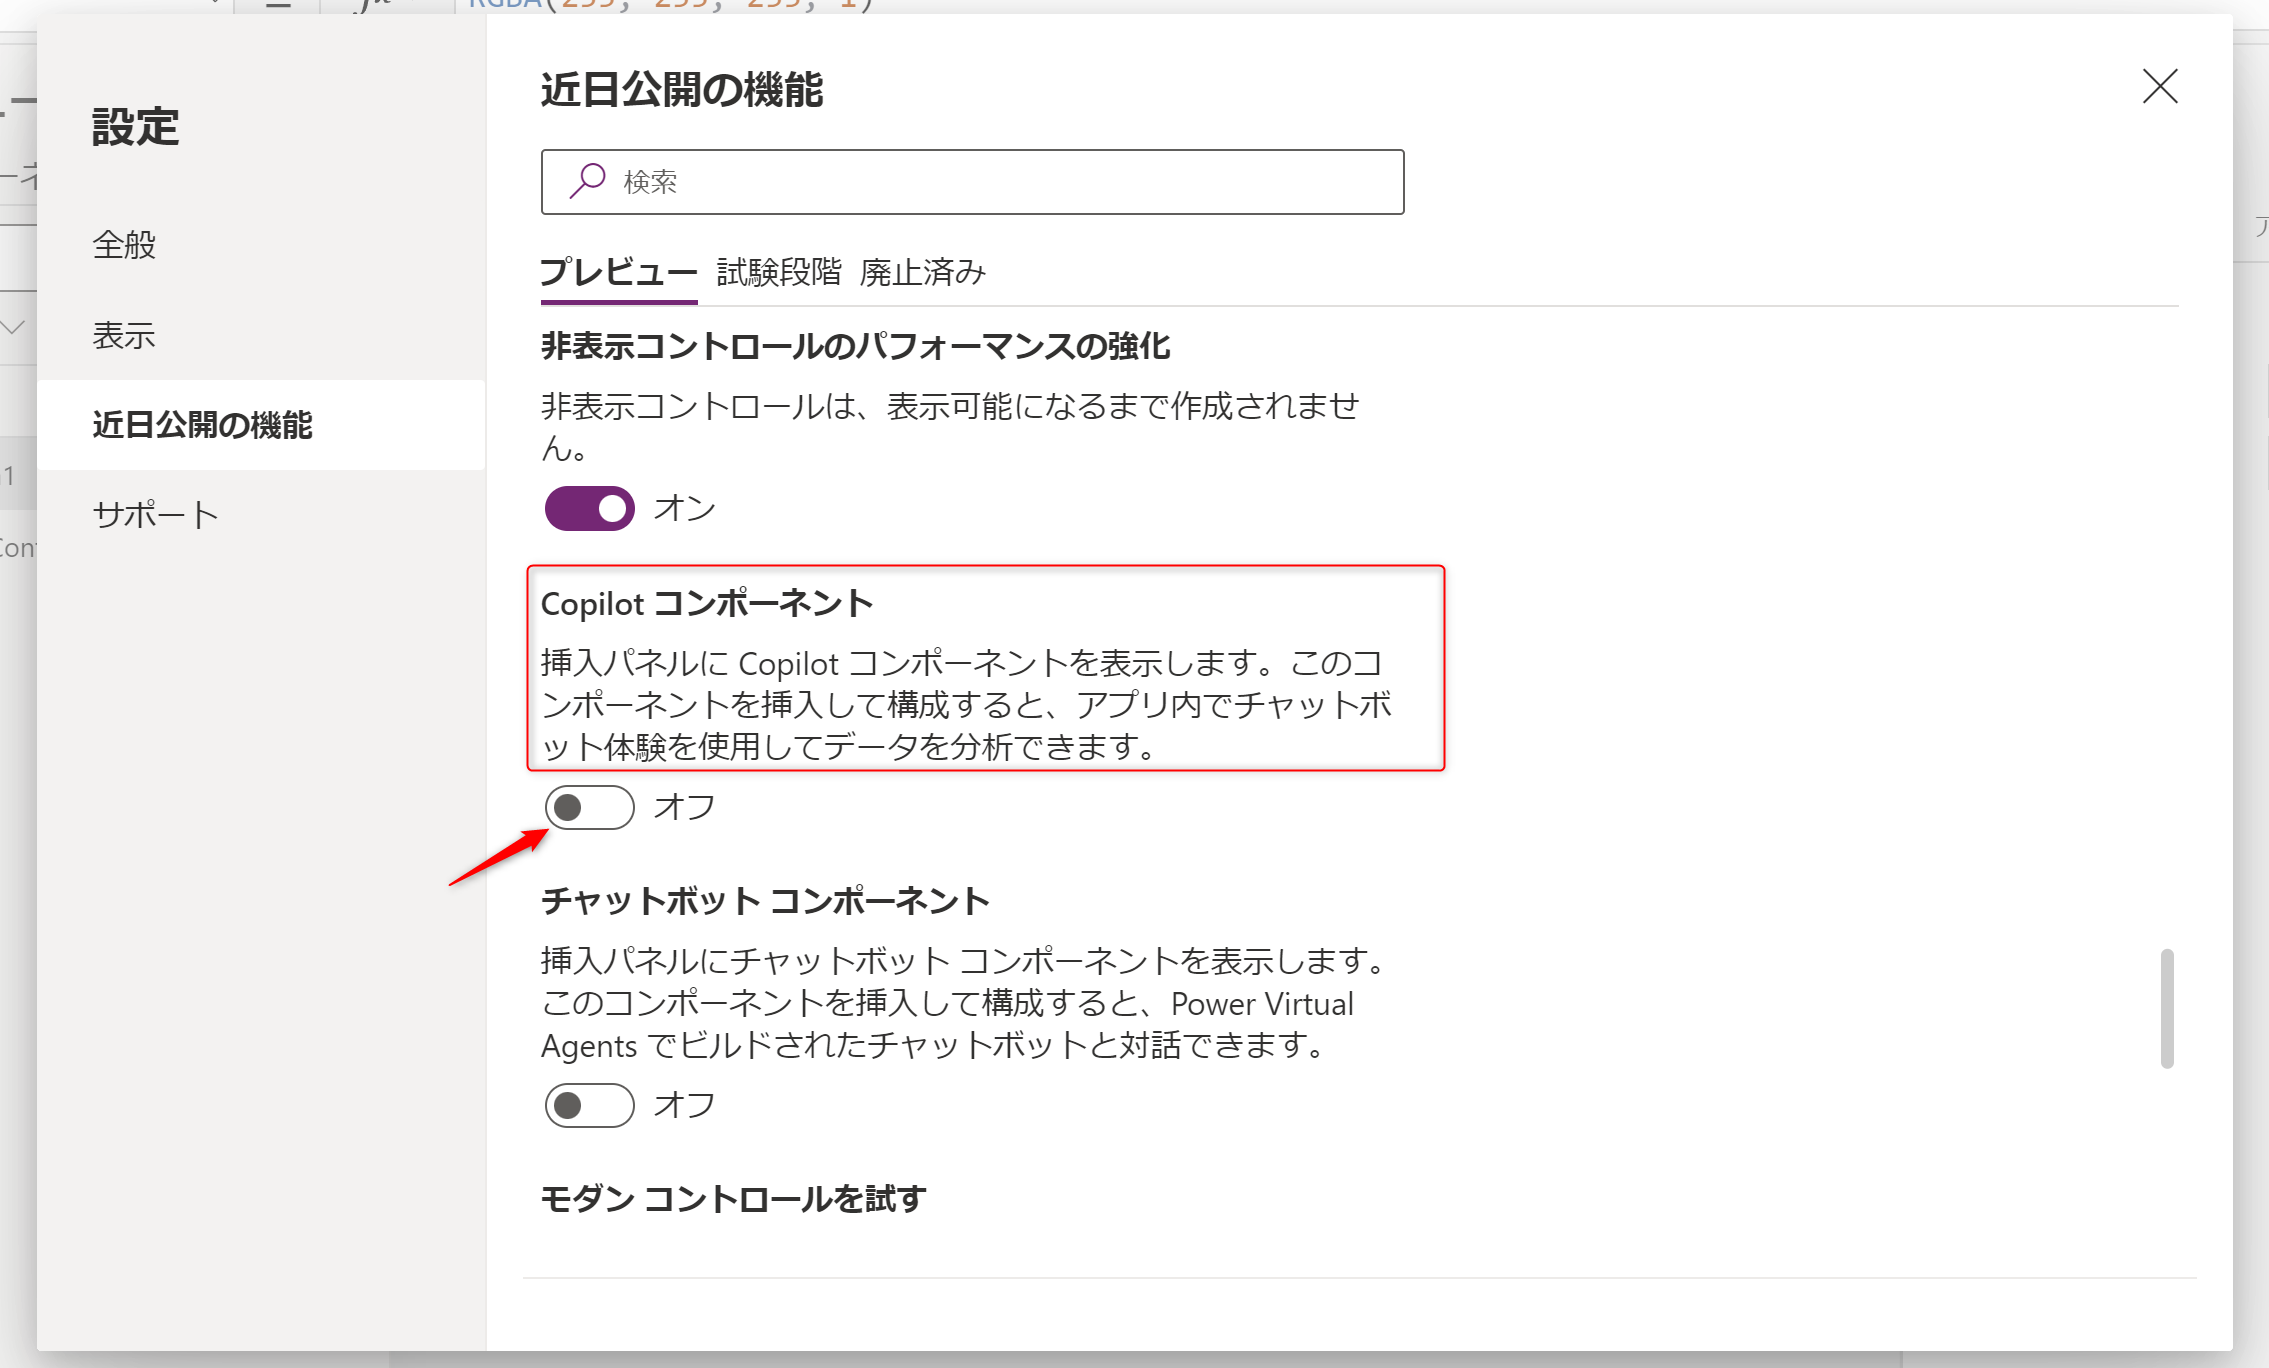 設定
全般
表示
近日公開の機能
サポート
近日公開の機能
検索
プレビュー 試験段階 廃止済み
非表示コントロールのパフォーマンスの強化
非表示コントロールは、表示可能になるまで作成されませ
ん。
オン
Copilot コンポーネント
挿入パネルに Copilot コンポーネントを表示します。このコ
ンポーネントを挿入して構成すると、アプリ内でチャットボ
ット体験を使用してデータを分析できます。
オフ
チャットボット コンポーネント
挿入パネルにチャットボット コンポーネントを表示します。
このコンポーネントを挿入して構成すると、Power Virtual
Agents でビルドされたチャットボットと対話できます。
オフ
モダン コントロールを試す